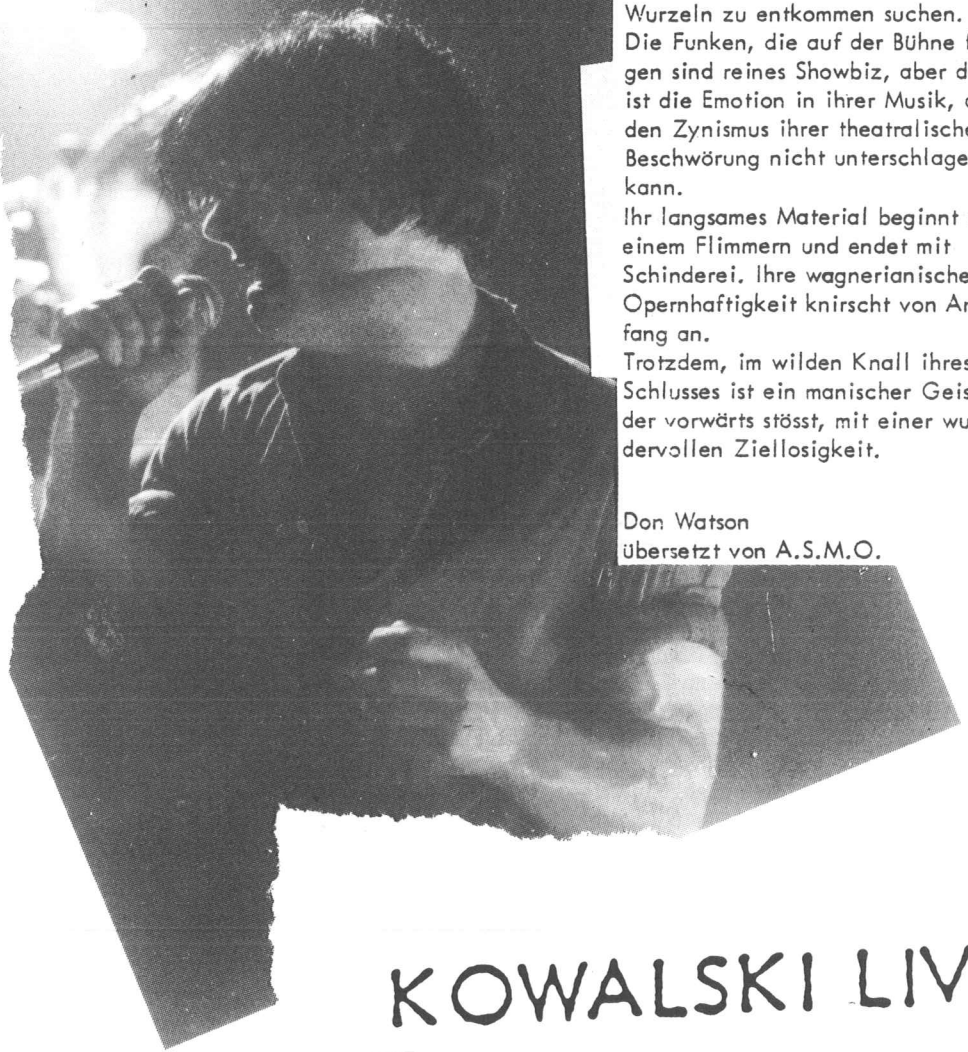 Wurzeln zu entkommen suchen.
Die Funken, die auf der Bühne
gen sind reines Showbiz, aber
ist die Emotion in ihrer Musik,
den Zynismus ihrer theatralische
Beschwörung nicht unterschlage
kann.
Ihr langsames Material beginnt
einem Flimmern und endet mit
Schinderei. Ihre wagnerianische
Opernhaftigkeit knirscht von An
fang an.
Trotzdem, im wilden Knall ihres
Schlusses ist ein manischer Geis
der vorwärts stösst, mit einer wu
dervollen Ziellosigkeit.
Don Watson
übersetzt von A.S.M.O.
KOWALSKI LIV